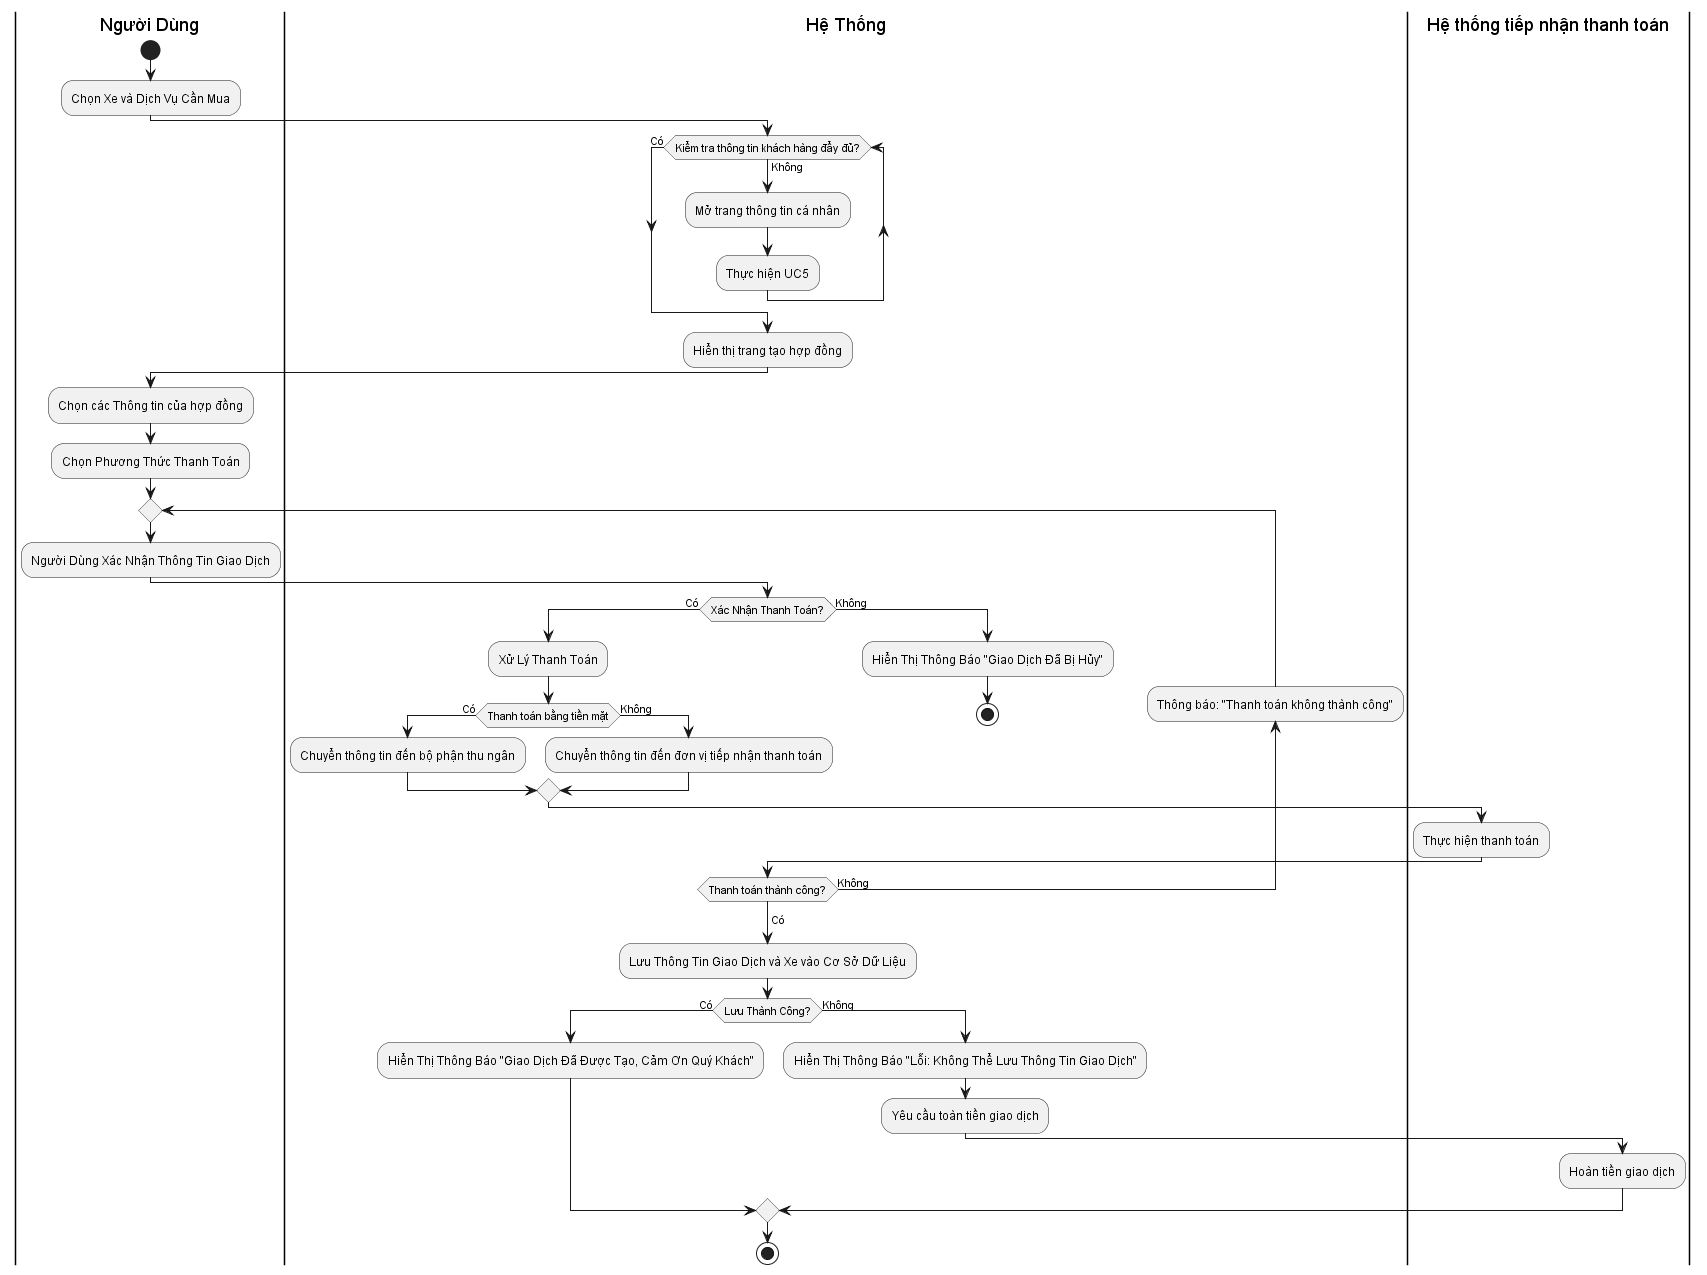 Người Dùng
Hệ Thống
Hệ thống tiếp nhận thanh toán
Chọn Xe và Dịch Vụ Cần Mua
Có
Kiểm tra thông tin khách hàng đầy đủ?
Không
Mở trang thông tin cá nhân
Thực hiện UC5
Hiển thị trang tạo hợp đồng
Chọn các Thông tin của hợp đồng
Chọn Phương Thức Thanh Toán
Người Dùng Xác Nhận Thông Tin Giao Dịch
Có
Xác Nhận Thanh Toán?
Không
Xử Lý Thanh Toán
Hiển Thị Thông Báo "Giao Dịch Đã Bị Hủy"
Thông báo: "Thanh toán không thành công"
Có
Thanh toán bằng tiền mặt
Không
Chuyển thông tin đến bộ phận thu ngân
Chuyển thông tin đến đơn vị tiếp nhận thanh toán
Thực hiện thanh toán
Thanh toán thành công?
Không
Có
Lưu Thông Tin Giao Dịch và Xe vào Cơ Sở Dữ Liệu
Có
Lưu Thành Công?
Không
Hiển Thị Thông Báo "Giao Dịch Đã Được Tạo, Cảm Ơn Quý Khách"
Hiển Thị Thông Báo "Lỗi: Không Thể Lưu Thông Tin Giao Dịch"
Yêu cầu toàn tiền giao dịch
Hoàn tiền giao dịch